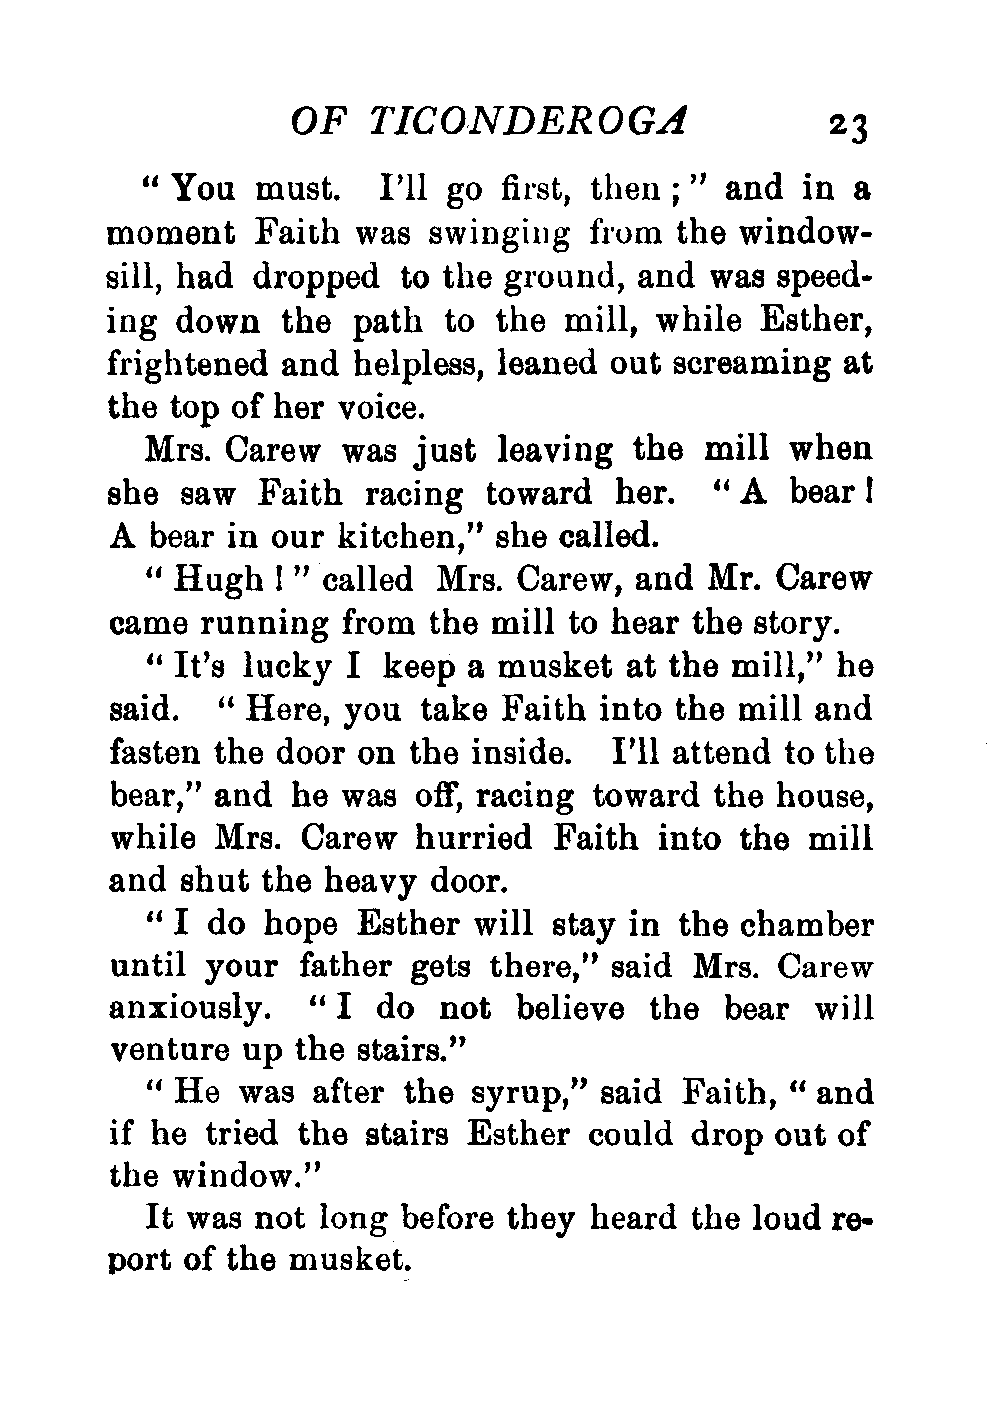 OF TICONDEROGA 23
" You must. I'll go first, then ; " and in a
moment Faith was swinging from the window-
sill, had dropped to the ground, and was speed-
ing down the path to the mill, while Esther,
frightened and helpless, leaned out screaming at
the top of her voice.
Mrs. Carew was just leaving the mill when
she saw Faith racing toward her. " A bear !
A bear in our kitchen," she called.
" Hugh ! " called Mrs. Carew, and Mr. Carew
came running from the mill to hear the story.
" It's lucky I keep a musket at the mill," he
said. " Here, you take Faith into the mill and
fasten the door on the inside. I'll attend to the
bear," and he was off, racing toward the house,
while Mrs. Carew hurried Faith into the mill
and shut the heavy door.
" I do hope Esther will stay in the chamber
until your father gets there," said Mrs. Carew
anxiously. " I do not believe the bear will
venture up the stairs."
" He was after the syrup," said Faith, " and
if he tried the stairs Esther could drop out of
the window."
It was not long before they heard the loud re-
port of the musket.